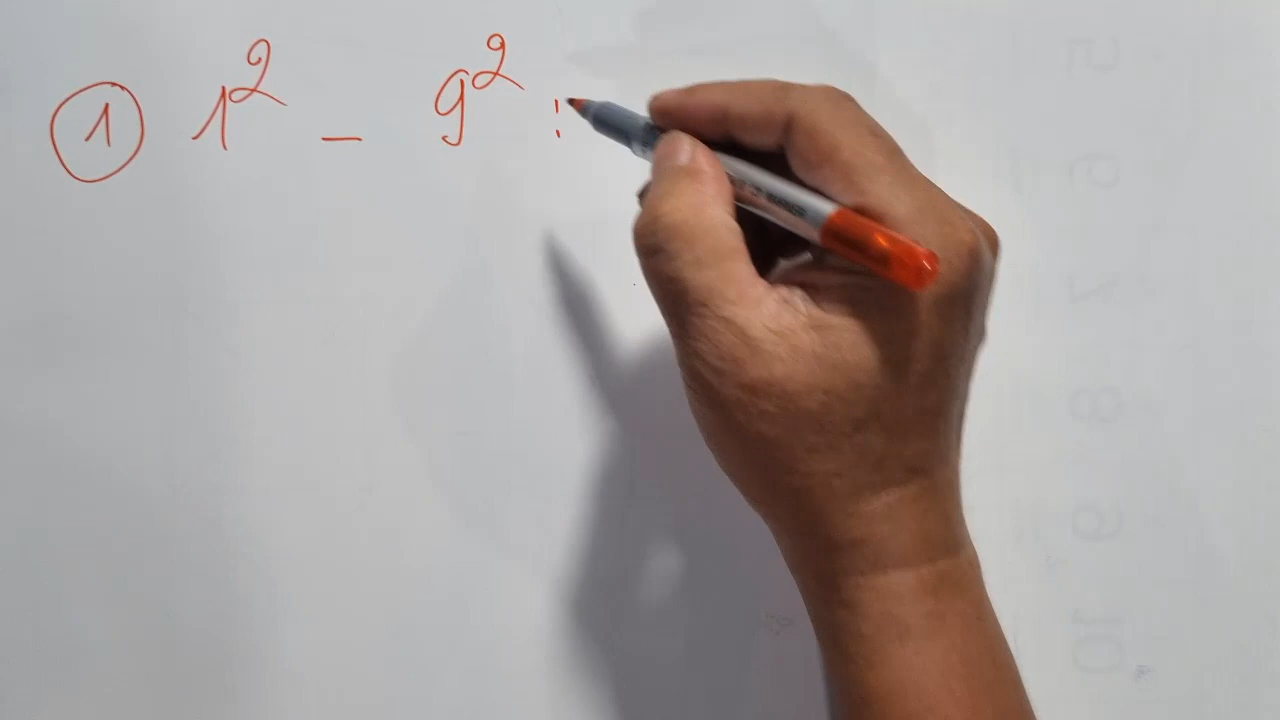 ① 1² - 9² :